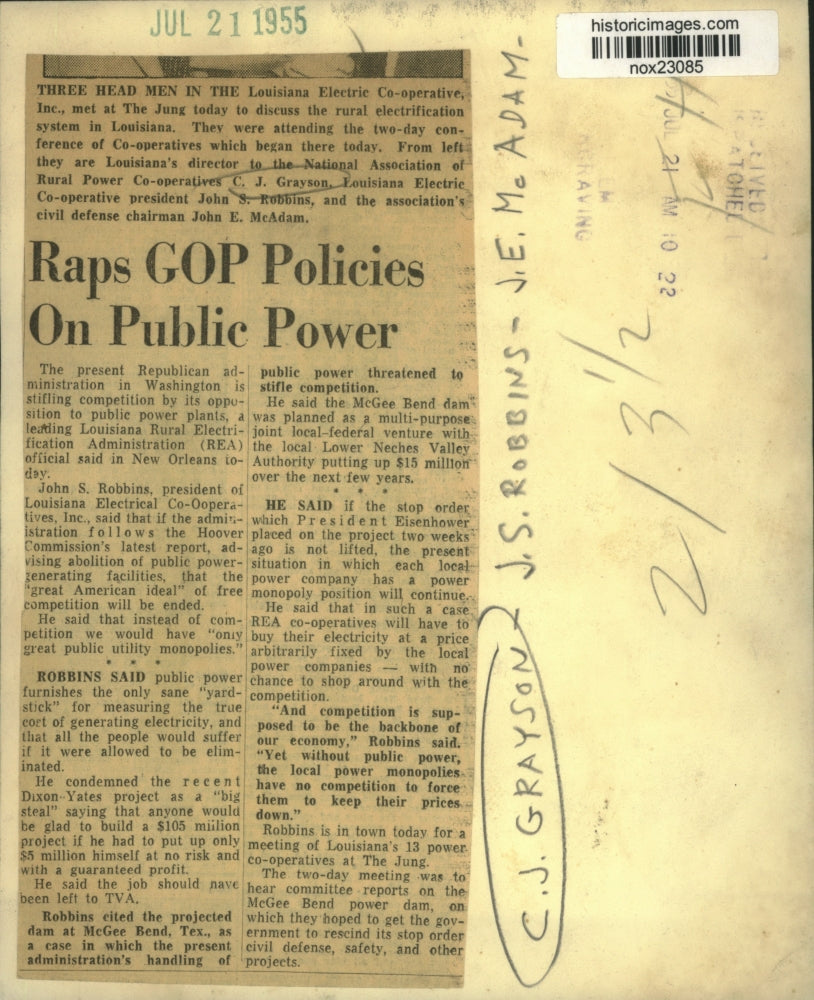 JUL 21 1955
historicimages.com
nox23085
THREE HEAD MEN IN THE Louisiana Electric Co-operative,
Inc., met at The Jung today to discuss the rural electrification
system in Louisiana. They were attending the two-day con-
ference of Co-operatives which began there today. From left
they are Louisiana's director to the National Association of
Rural Power Co-operatives C. J. Grayson, Louisiana Electric
Co-operative president John S. Robbins, and the association's
civil defense chairman John E. McAdam.
Raps GOP Policies
On Public Power
The present Republican ad-
ministration in Washington is
stifling competition by its oppo-
sition to public power plants, a
leading Louisiana Rural Electri-
fication Administration (REA)
official said in New Orleans to-
day.
John S. Robbins, president of
Louisiana Electrical Co-Oopera-
tives, Inc., said that if the admin-
istration follows the Hoover
Commission's latest report, ad-
vising abolition of public power-
generating facilities, that the
"great American ideal" of free
competition will be ended.
He said that instead of com-
petition we would have "only
great public utility monopolies."
* * *
ROBBINS SAID public power
furnishes the only sane "yard-
stick" for measuring the true
cost of generating electricity, and
that all the people would suffer
if it were allowed to be elim-
inated.
He condemned the recent
Dixon-Yates project as a "big
steal" saying that anyone would
be glad to build a $105 million
project if he had to put up only
$5 million himself at no risk and
with a guaranteed profit.
He said the job should have
been left to TVA.
Robbins cited the projected
dam at McGee Bend, Tex., as
a case in which the present
administration's handling of
public power threatened to
stifle competition.
He said the McGee Bend dam
was planned as a multi-purpose
joint local-federal venture with
the local Lower Neches Valley
Authority putting up $15 million
over the next few years.
* * *
HE SAID if the stop order
which President Eisenhower
placed on the project two weeks
ago is not lifted, the present
situation in which each local
power company has a power
monopoly position will continue.
He said that in such a case
REA co-operatives will have to
buy their electricity at a price
arbitrarily fixed by the local
power companies — with no
chance to shop around with the
competition.
"And competition is sup-
posed to be the backbone of
our economy," Robbins said.
"Yet without public power,
the local power monopolies
have no competition to force
them to keep their prices
down."
Robbins is in town today for a
meeting of Louisiana's 13 power
co-operatives at The Jung.
The two-day meeting was to
hear committee reports on the
McGee Bend power dam, on
which they hoped to get the gov-
ernment to rescind its stop order
civil defense, safety, and other
projects.
C.J. GRAYSON - J.S. ROBBINS - J.E. Mc ADAM -
2/3 1/2
JUL 21 AM 10 22